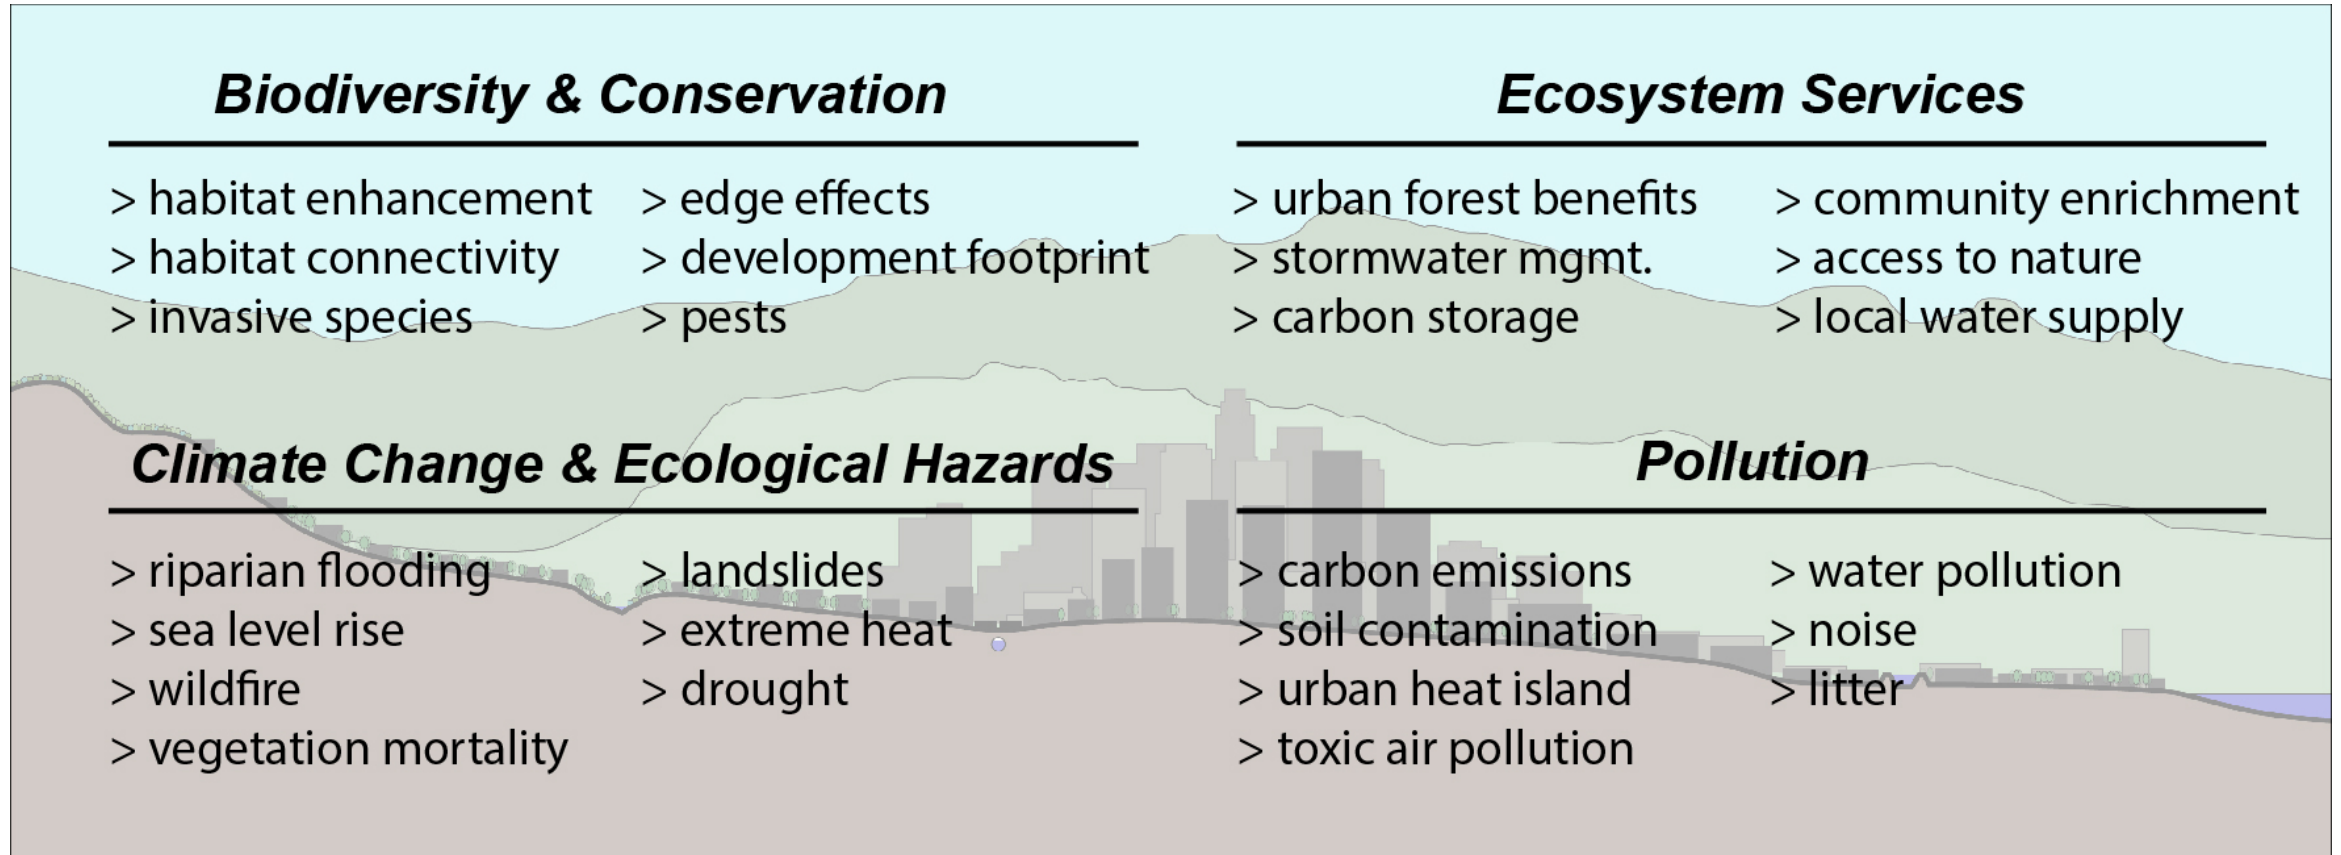 Biodiversity & Conservation
> habitat enhancement
> habitat connectivity
> invasive species
> edge effects
> development footprint
> pests
Ecosystem Services
> urban forest benefits
> stormwater mgmt.
> carbon storage
> community enrichment
> access to nature
> local water supply
Climate Change & Ecological Hazards
> riparian flooding
> sea level rise
> wildfire
> vegetation mortality
> landslides
> extreme heat
> drought
Pollution
> carbon emissions
> soil contamination
> urban heat island
> toxic air pollution
> water pollution
> noise
> litter